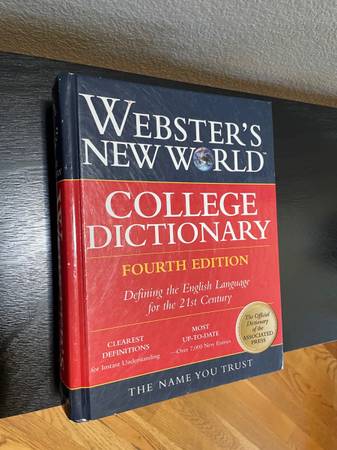 WEBSTER'S
NEW WORLD™
COLLEGE
DICTIONARY
FOURTH EDITION
Defining the English Language
for the 21st Century
CLEAREST
DEFINITIONS
for Instant Understanding
MOST
UP-TO-DATE
—Over 7,000 New Entries
The Official
Dictionary
of the
ASSOCIATED
PRESS
THE NAME YOU TRUST